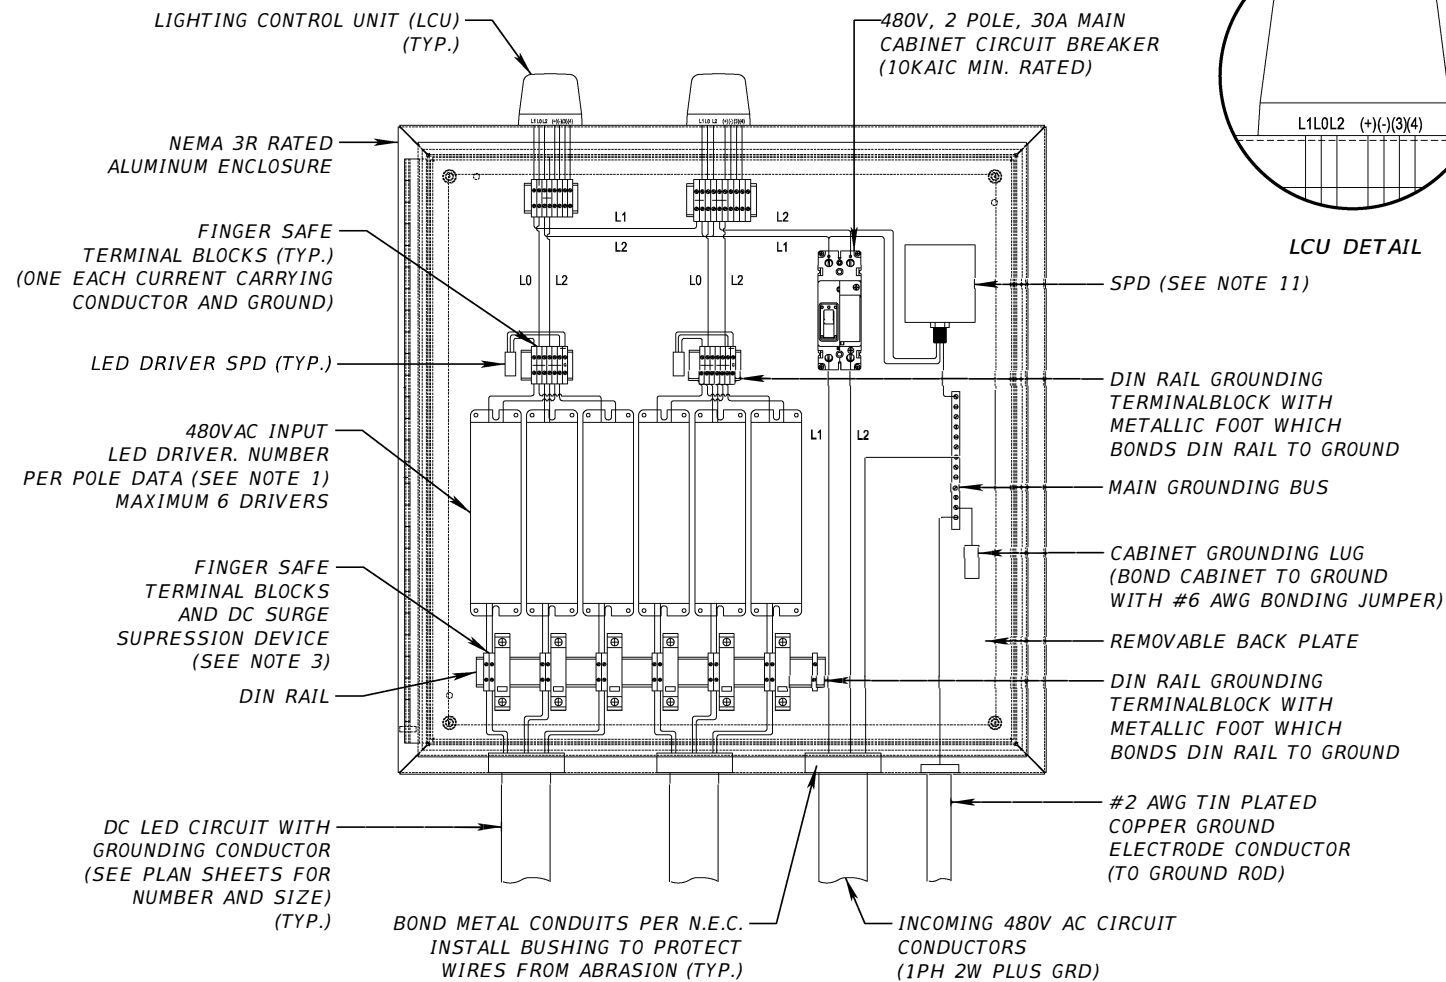 LIGHTING CONTROL UNIT (LCU)
(TYP.)
480V, 2 POLE, 30A MAIN
CABINET CIRCUIT BREAKER
(10KAIC MIN. RATED)
L1L0L2 (+)(-)(3)(4)
LCU DETAIL
NEMA 3R RATED
ALUMINUM ENCLOSURE
L1L0L2 (+)(-)(3)(4)
L1 L0 L2 (+)(-)(3)(4)
FINGER SAFE
TERMINAL BLOCKS (TYP.)
(ONE EACH CURRENT CARRYING
CONDUCTOR AND GROUND)
L1
L2
L2
L1
L0
L2
L0
L2
SPD (SEE NOTE 11)
LED DRIVER SPD (TYP.)
DIN RAIL GROUNDING
TERMINALBLOCK WITH
METALLIC FOOT WHICH
BONDS DIN RAIL TO GROUND
480VAC INPUT
LED DRIVER. NUMBER
PER POLE DATA (SEE NOTE 1)
MAXIMUM 6 DRIVERS
L1
L2
MAIN GROUNDING BUS
FINGER SAFE
TERMINAL BLOCKS
AND DC SURGE
SUPRESSION DEVICE
(SEE NOTE 3)
CABINET GROUNDING LUG
(BOND CABINET TO GROUND
WITH #6 AWG BONDING JUMPER)
REMOVABLE BACK PLATE
DIN RAIL
DIN RAIL GROUNDING
TERMINALBLOCK WITH
METALLIC FOOT WHICH
BONDS DIN RAIL TO GROUND
DC LED CIRCUIT WITH
GROUNDING CONDUCTOR
(SEE PLAN SHEETS FOR
NUMBER AND SIZE)
(TYP.)
#2 AWG TIN PLATED
COPPER GROUND
ELECTRODE CONDUCTOR
(TO GROUND ROD)
BOND METAL CONDUITS PER N.E.C.
INSTALL BUSHING TO PROTECT
WIRES FROM ABRASION (TYP.)
INCOMING 480V AC CIRCUIT
CONDUCTORS
(1PH 2W PLUS GRD)